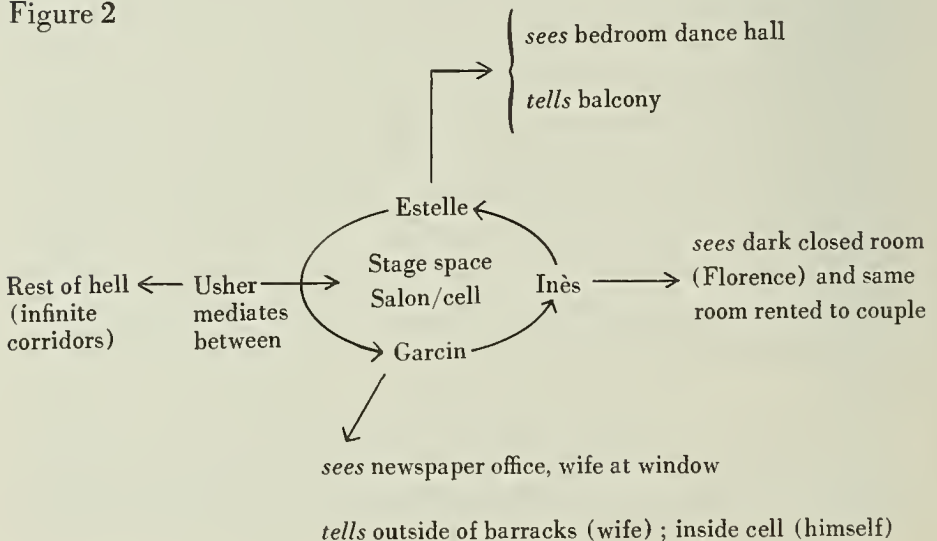 Figure 2
sees bedroom dance hall
tells balcony
Estelle
Stage space
Salon/cell
Rest of hell
(infinite
corridors)
Usher
mediates
between
Inès
sees dark closed room
(Florence) and same
room rented to couple
Garcin
sees newspaper office, wife at window
tells outside of barracks (wife) ; inside cell (himself)